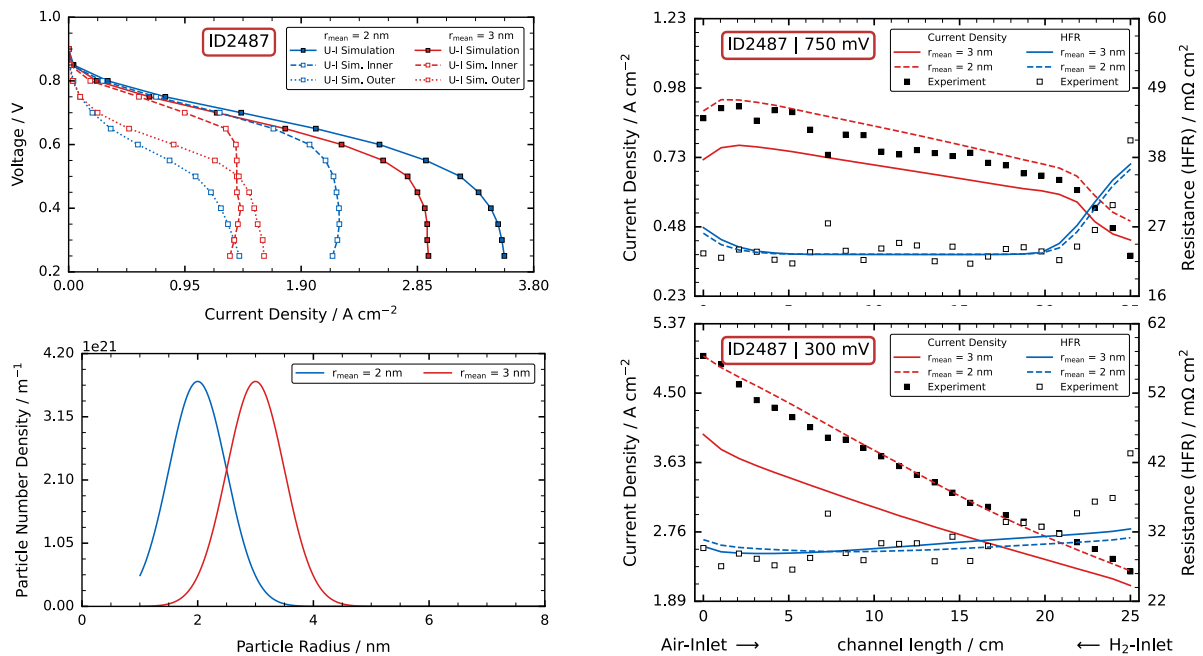 ID2487
r_mean = 2 nm
r_mean = 3 nm
U-I Simulation
U-I Simulation
U-I Sim. Inner
U-I Sim. Inner
U-I Sim. Outer
U-I Sim. Outer
Voltage / V
1.0
0.8
0.6
0.4
0.2
0.00
0.95
1.90
2.85
3.80
Current Density / A cm⁻²
1e21
r_mean = 2 nm
r_mean = 3 nm
Particle Number Density / m⁻¹
4.20
3.15
2.10
1.05
0.00
0
2
4
6
8
Particle Radius / nm
ID2487 | 750 mV
Current Density
HFR
r_mean = 3 nm
r_mean = 3 nm
r_mean = 2 nm
r_mean = 2 nm
Experiment
Experiment
Current Density / A cm⁻²
1.23
0.98
0.73
0.48
0.23
60
49
38
27
16
Resistance (HFR) / mΩ cm²
ID2487 | 300 mV
Current Density
HFR
r_mean = 3 nm
r_mean = 3 nm
r_mean = 2 nm
r_mean = 2 nm
Experiment
Experiment
Current Density / A cm⁻²
5.37
4.50
3.63
2.76
1.89
62
52
42
32
22
Resistance (HFR) / mΩ cm²
0
5
10
15
20
25
Air-Inlet →
channel length / cm
← H₂-Inlet